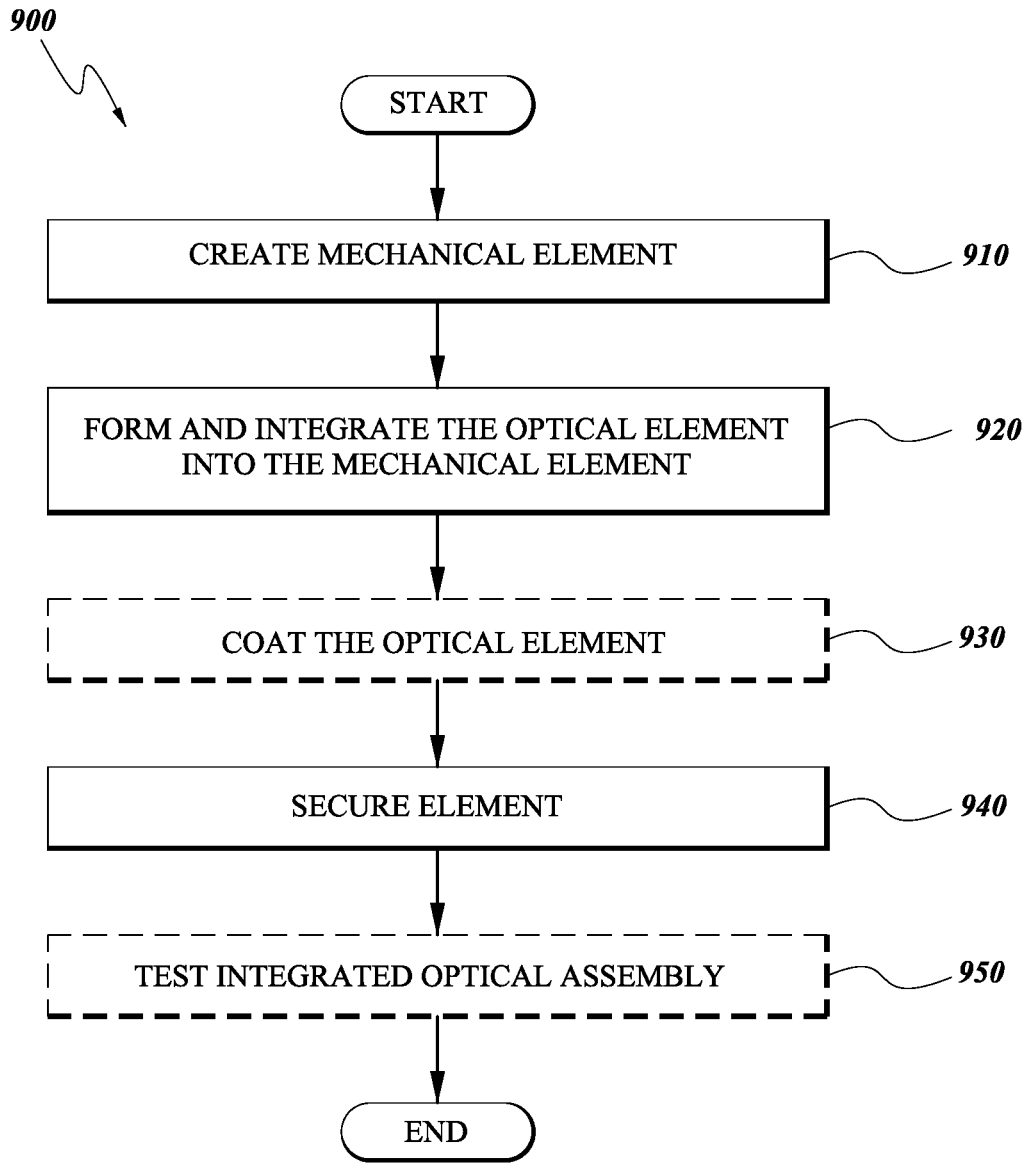 900
START
CREATE MECHANICAL ELEMENT
910
FORM AND INTEGRATE THE OPTICAL ELEMENT
INTO THE MECHANICAL ELEMENT
920
COAT THE OPTICAL ELEMENT
930
SECURE ELEMENT
940
TEST INTEGRATED OPTICAL ASSEMBLY
950
END